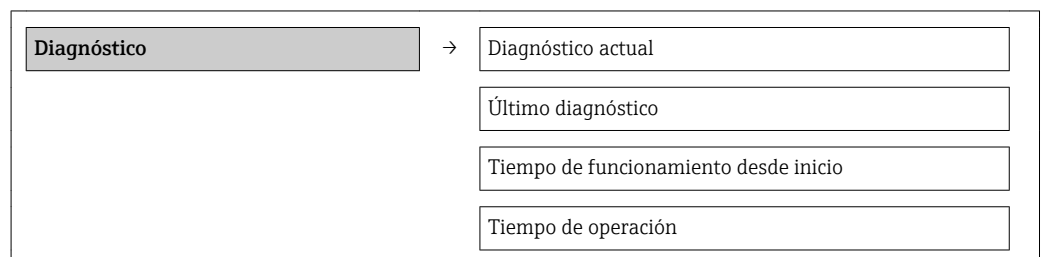 Diagnóstico → Diagnóstico actual
Último diagnóstico
Tiempo de funcionamiento desde inicio
Tiempo de operación